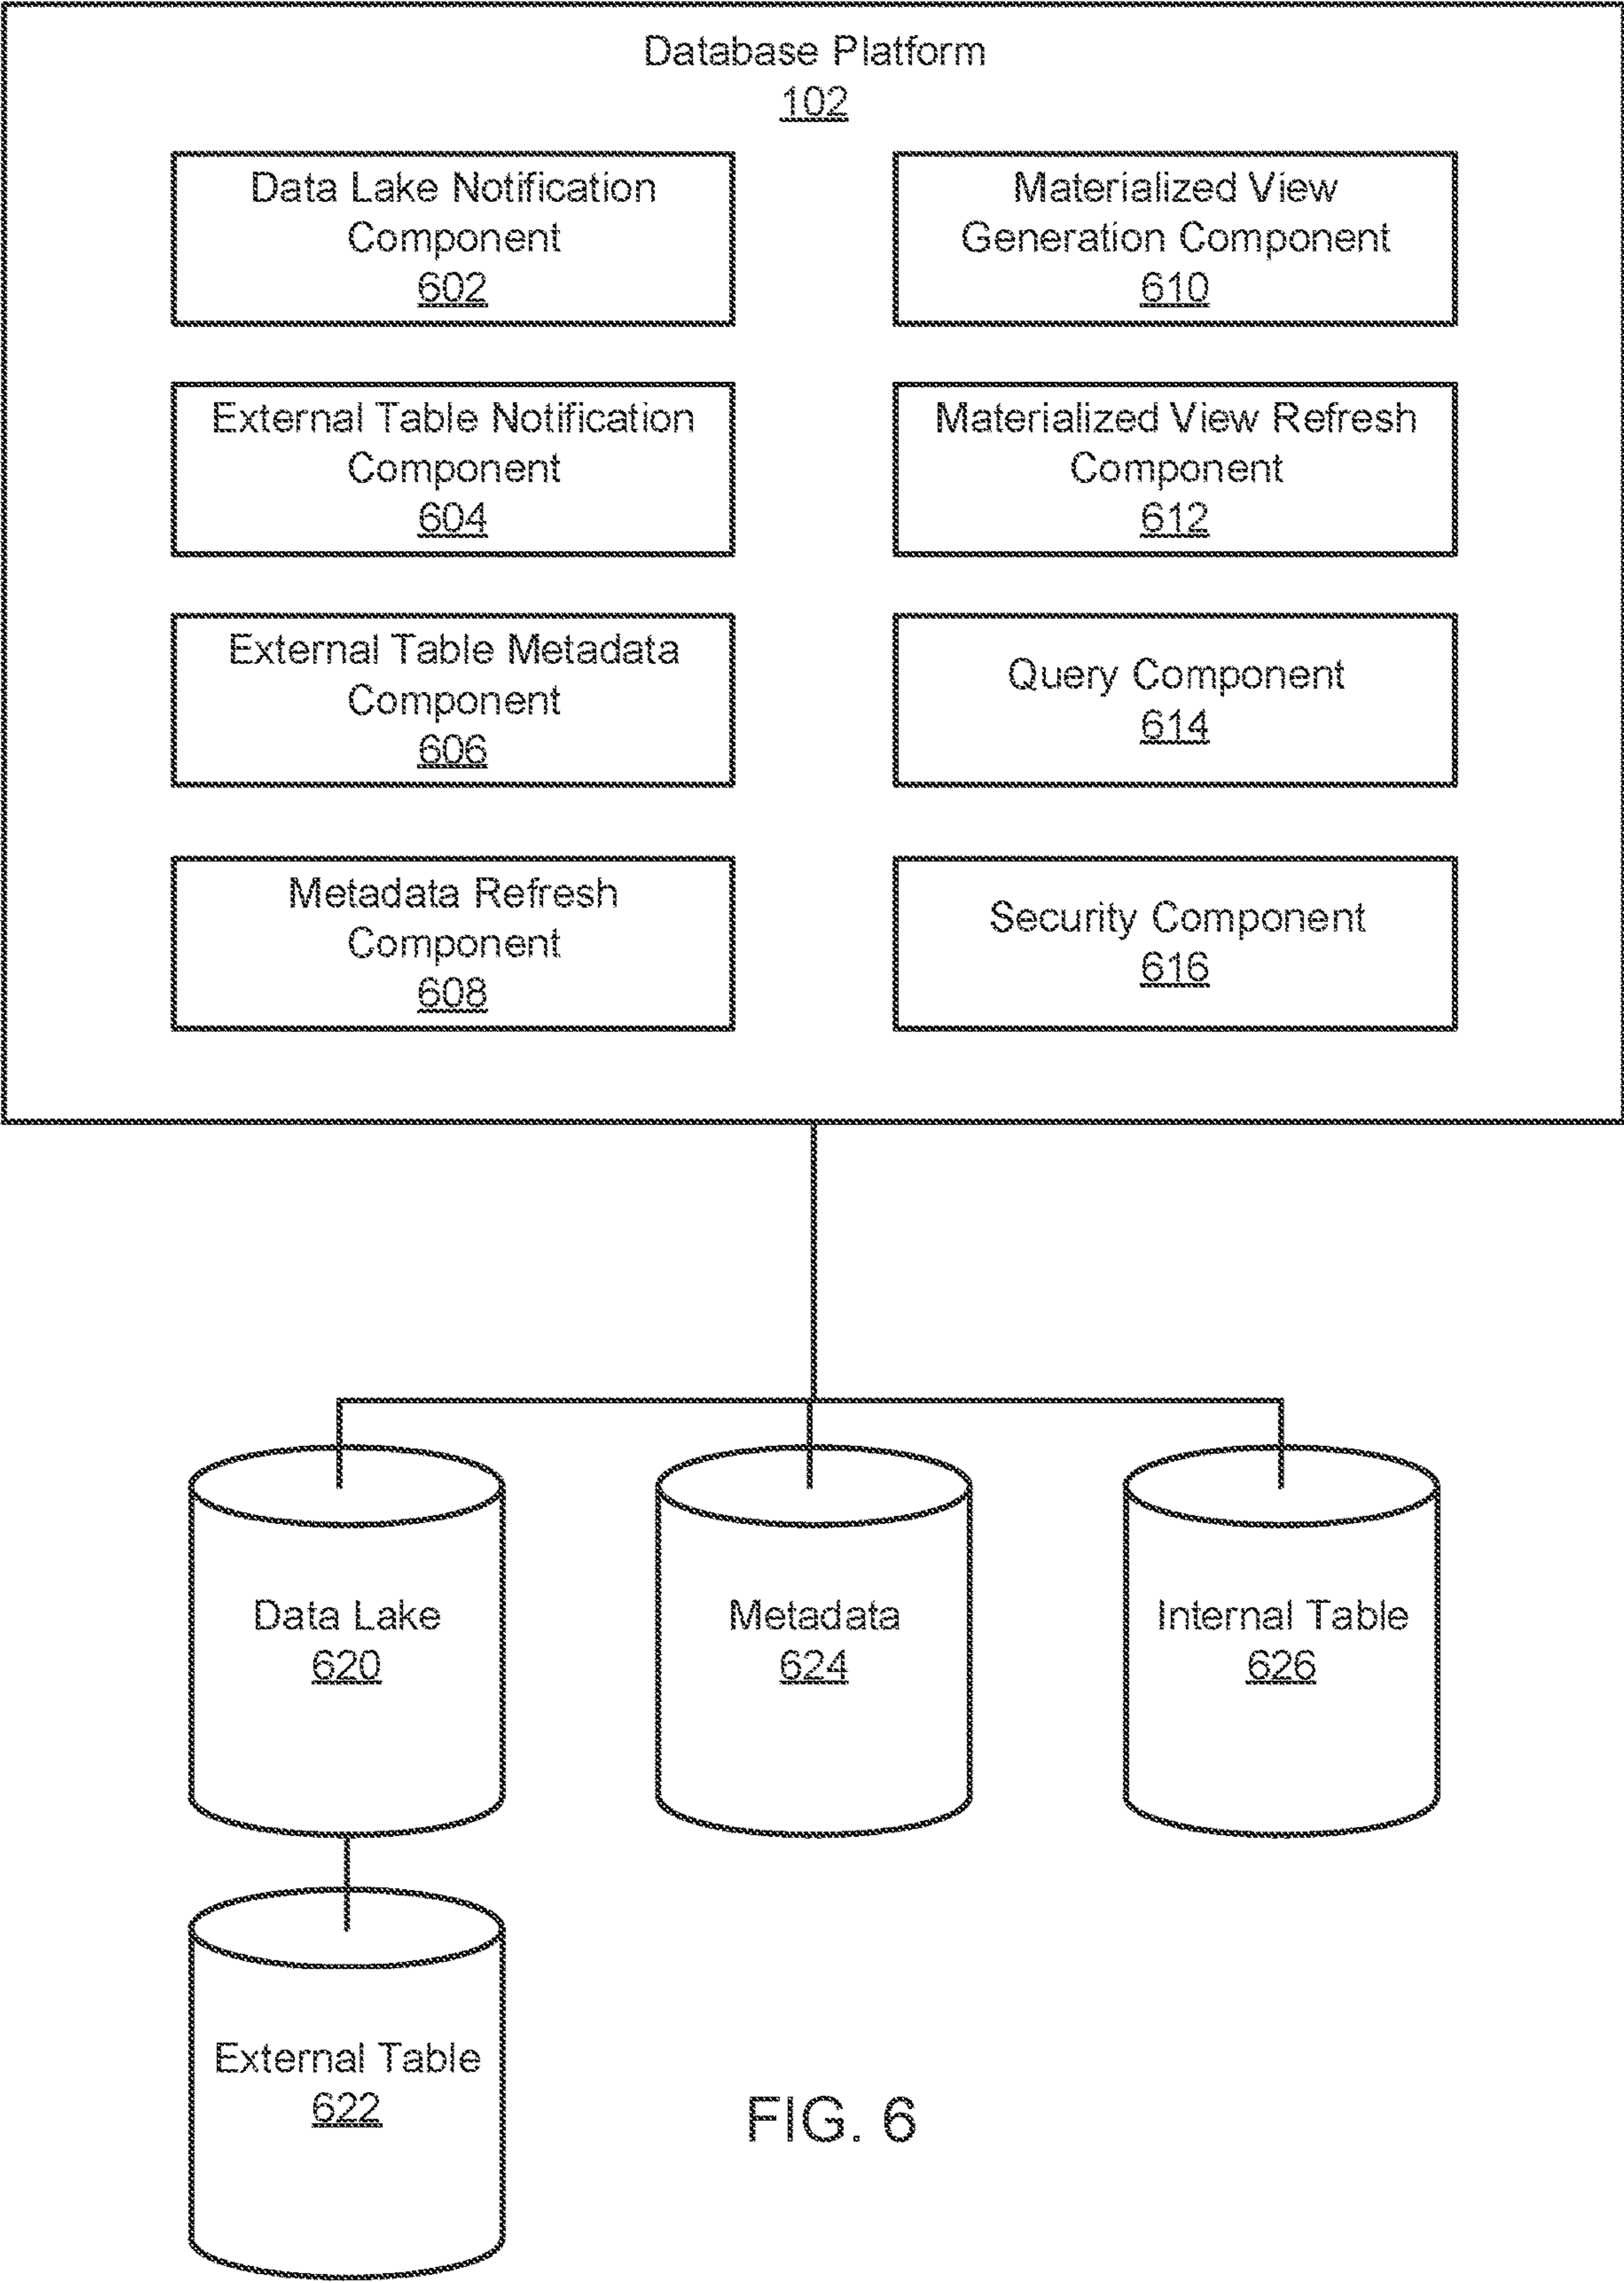 Database Platform
102
Data Lake Notification
Component
602
Materialized View
Generation Component
610
External Table Notification
Component
604
Materialized View Refresh
Component
612
External Table Metadata
Component
606
Query Component
614
Metadata Refresh
Component
608
Security Component
616
Data Lake
620
Metadata
624
Internal Table
626
External Table
622
FIG. 6